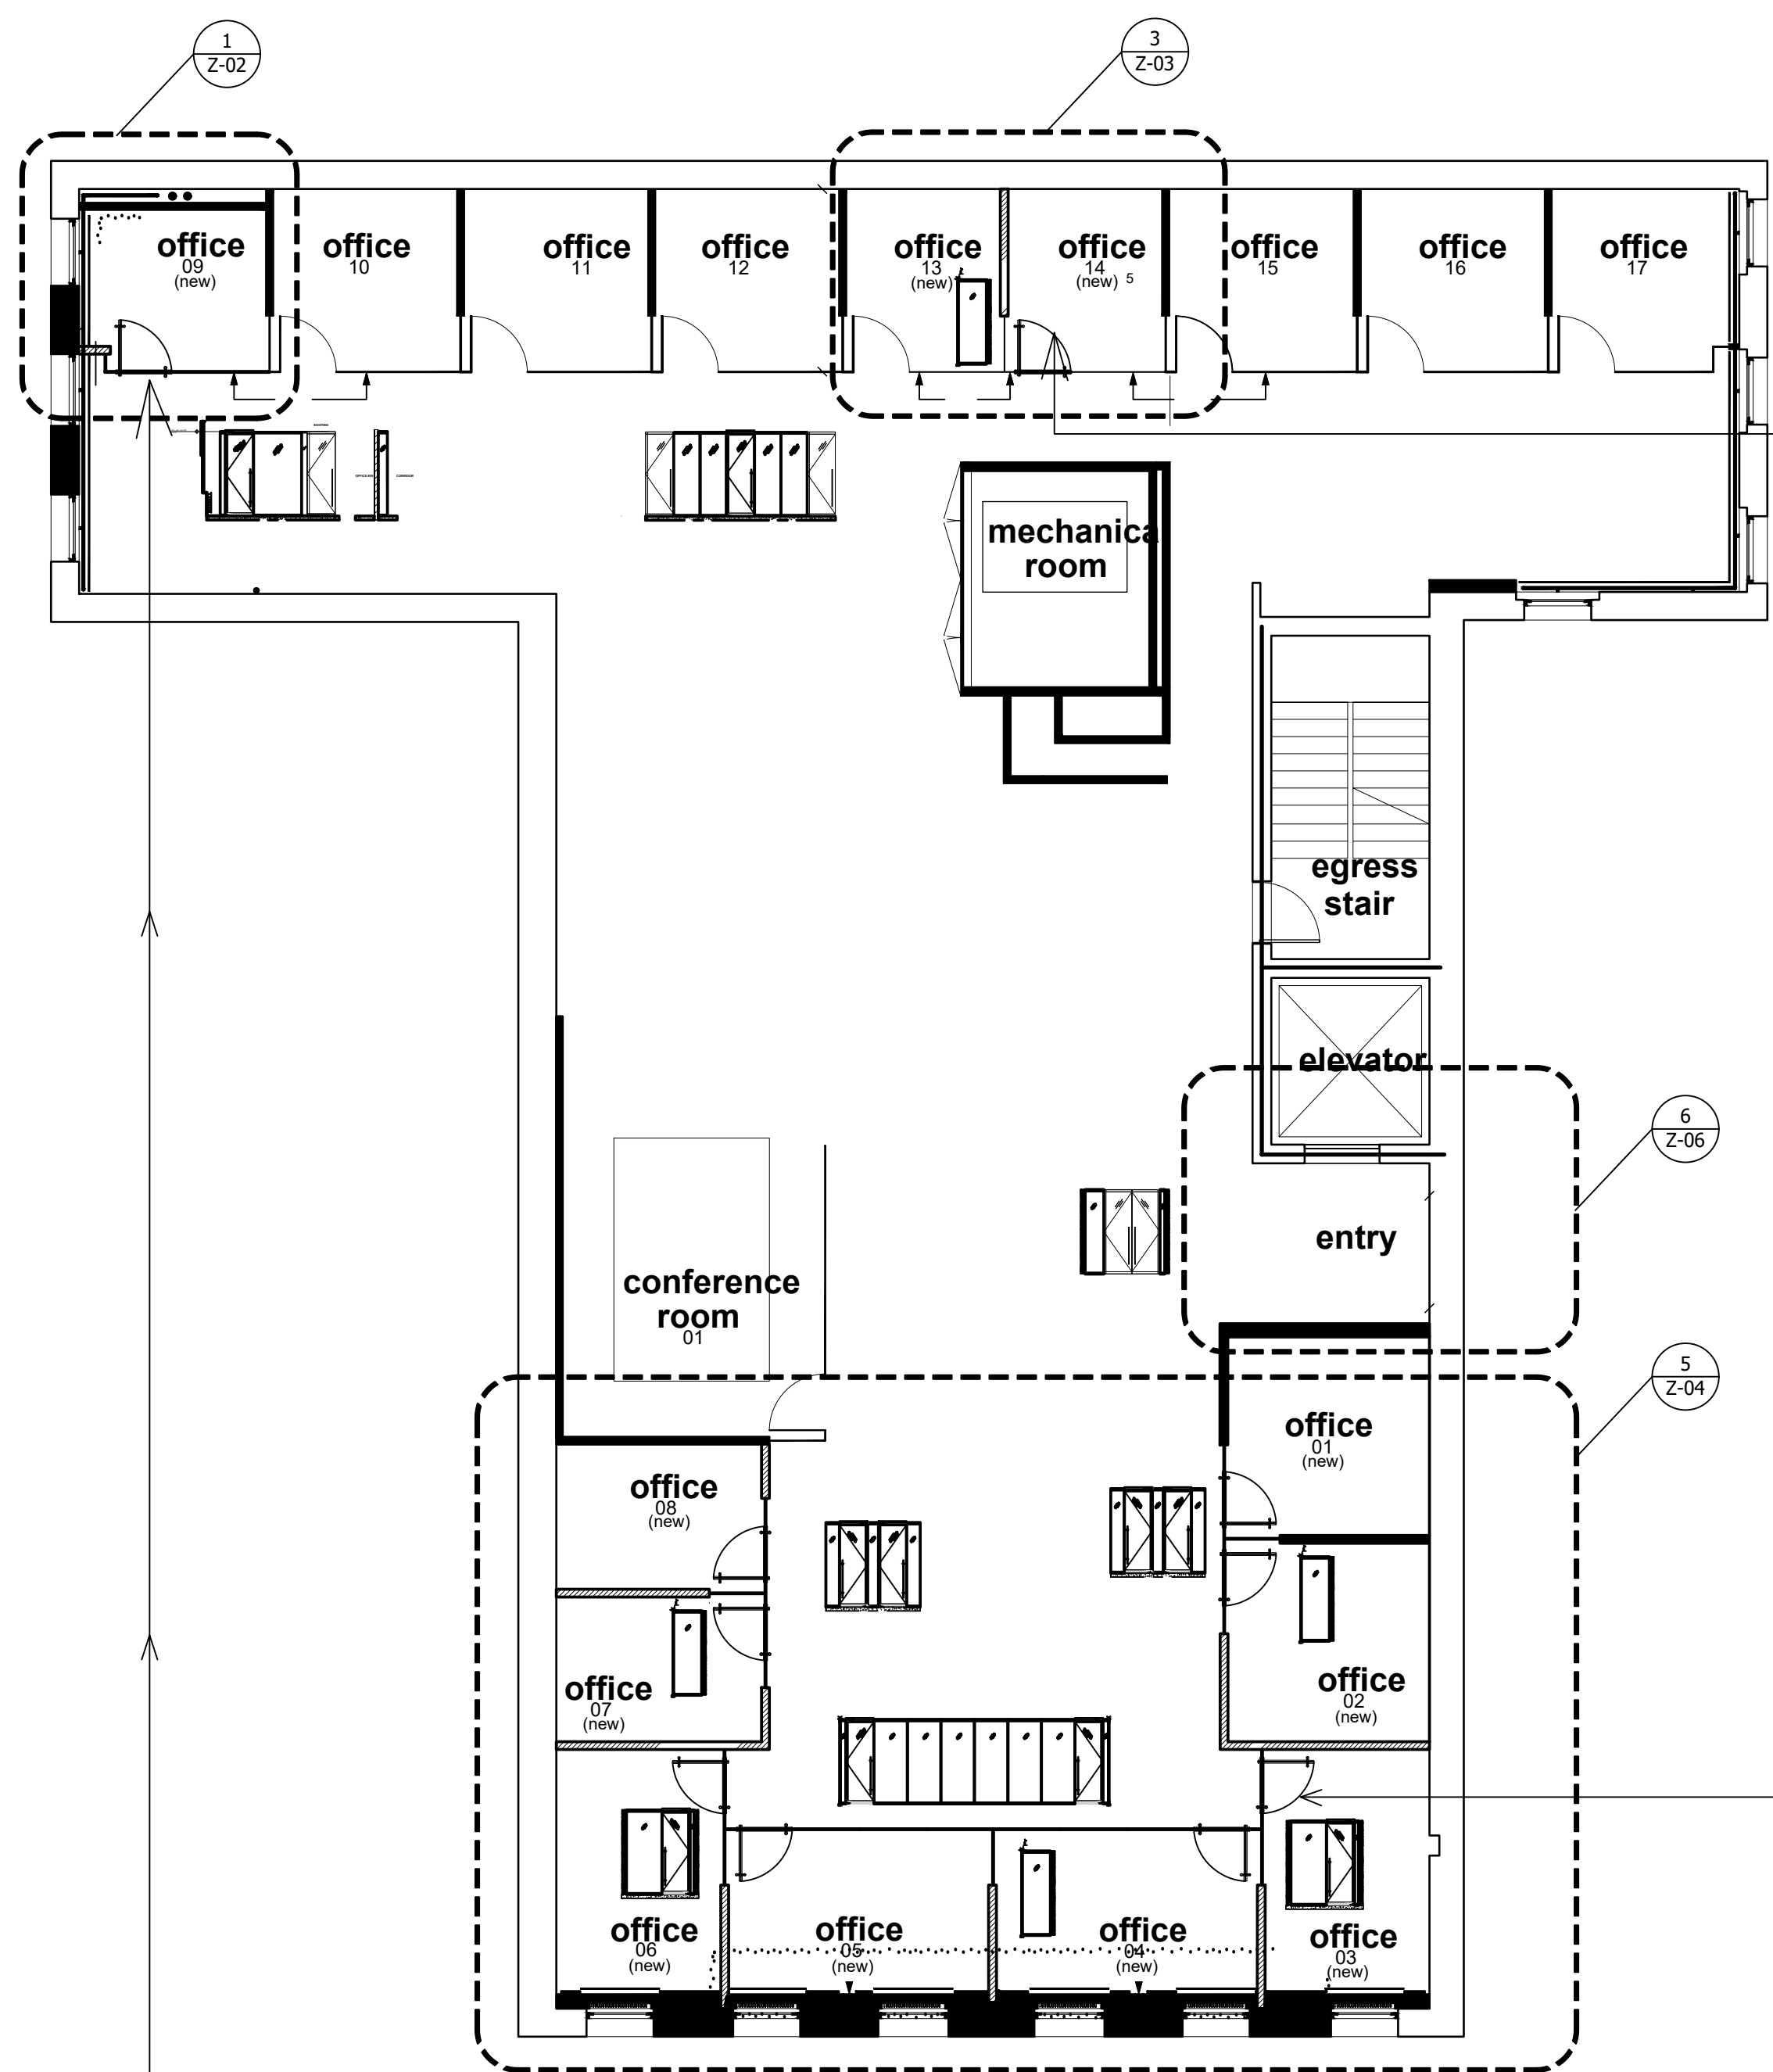 1
Z-02
3
Z-03
office
09
(new)
office
10
office
11
office
12
office
13
(new)
office
14
(new) 5
office
15
office
16
office
17
mechanica
room
egress
stair
elevator
6
Z-06
entry
conference
room
01
5
Z-04
office
01
(new)
office
08
(new)
office
07
(new)
office
02
(new)
office
06
(new)
office
05
(new)
office
04
(new)
office
03
(new)